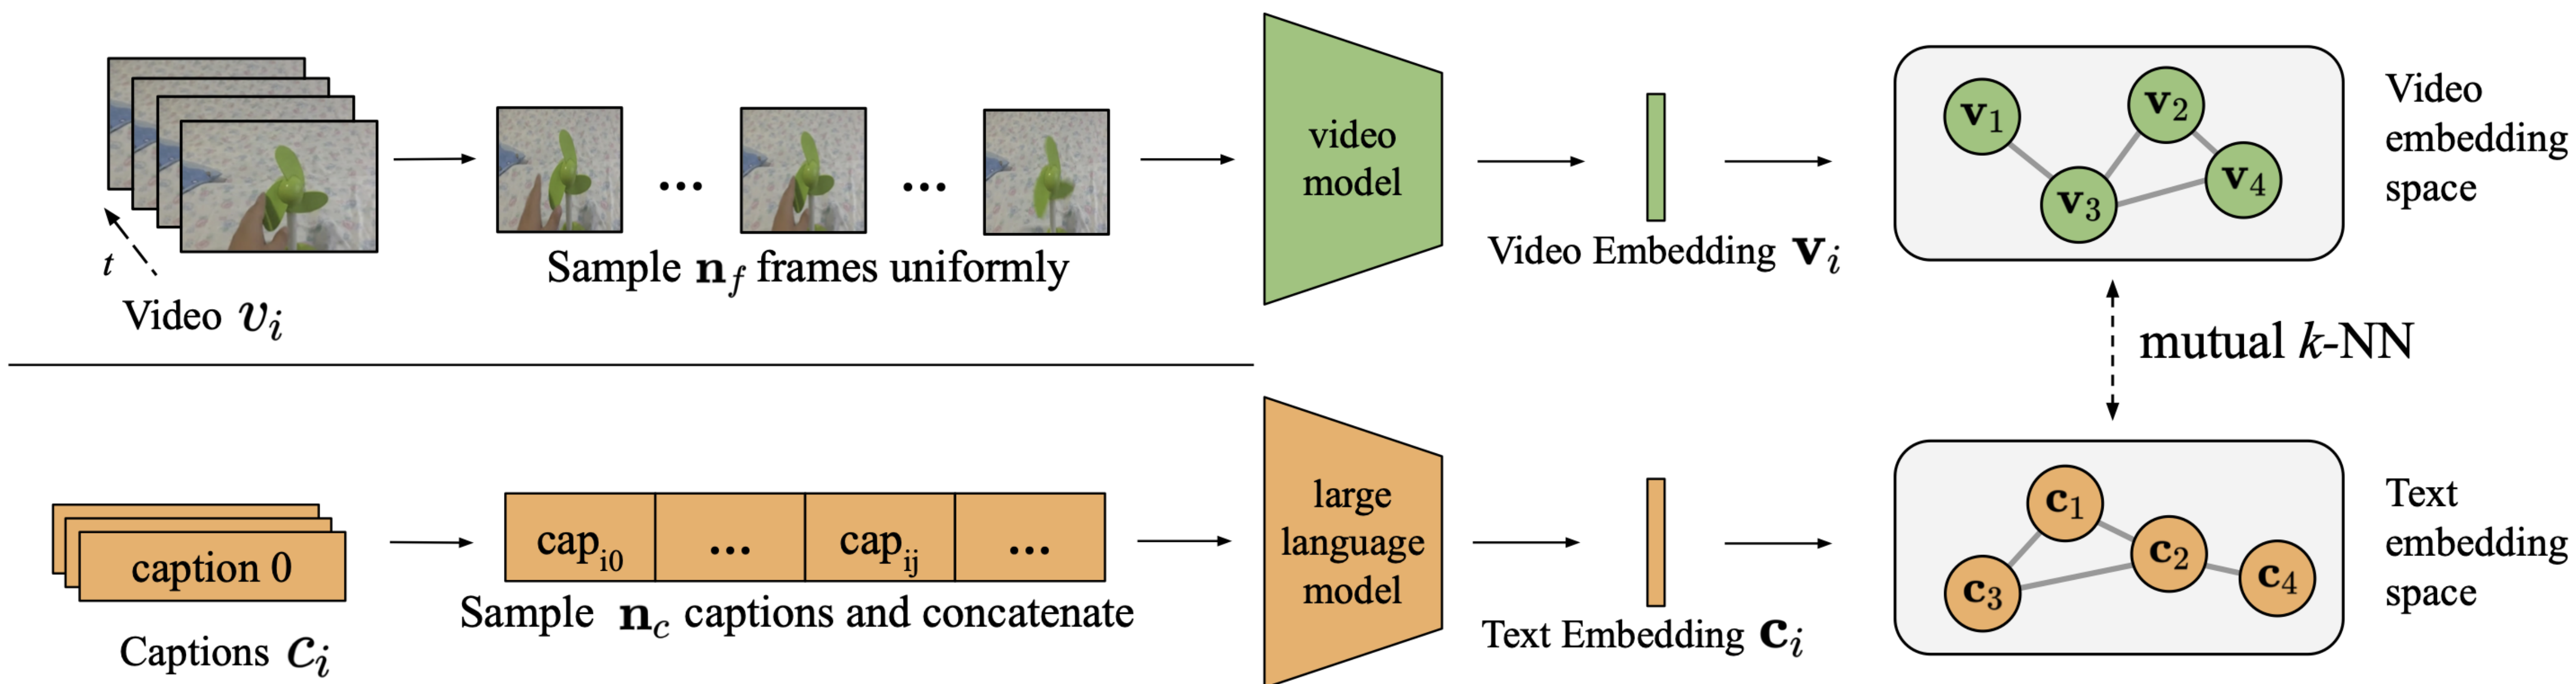 t
Video v_i
Sample n_f frames uniformly
...
...
video
model
Video Embedding v_i
v_1
v_2
v_3
v_4
Video
embedding
space
mutual k-NN
caption 0
Captions c_i
cap_i0
...
cap_ij
...
Sample n_c captions and concatenate
large
language
model
Text Embedding c_i
c_1
c_2
c_3
c_4
Text
embedding
space